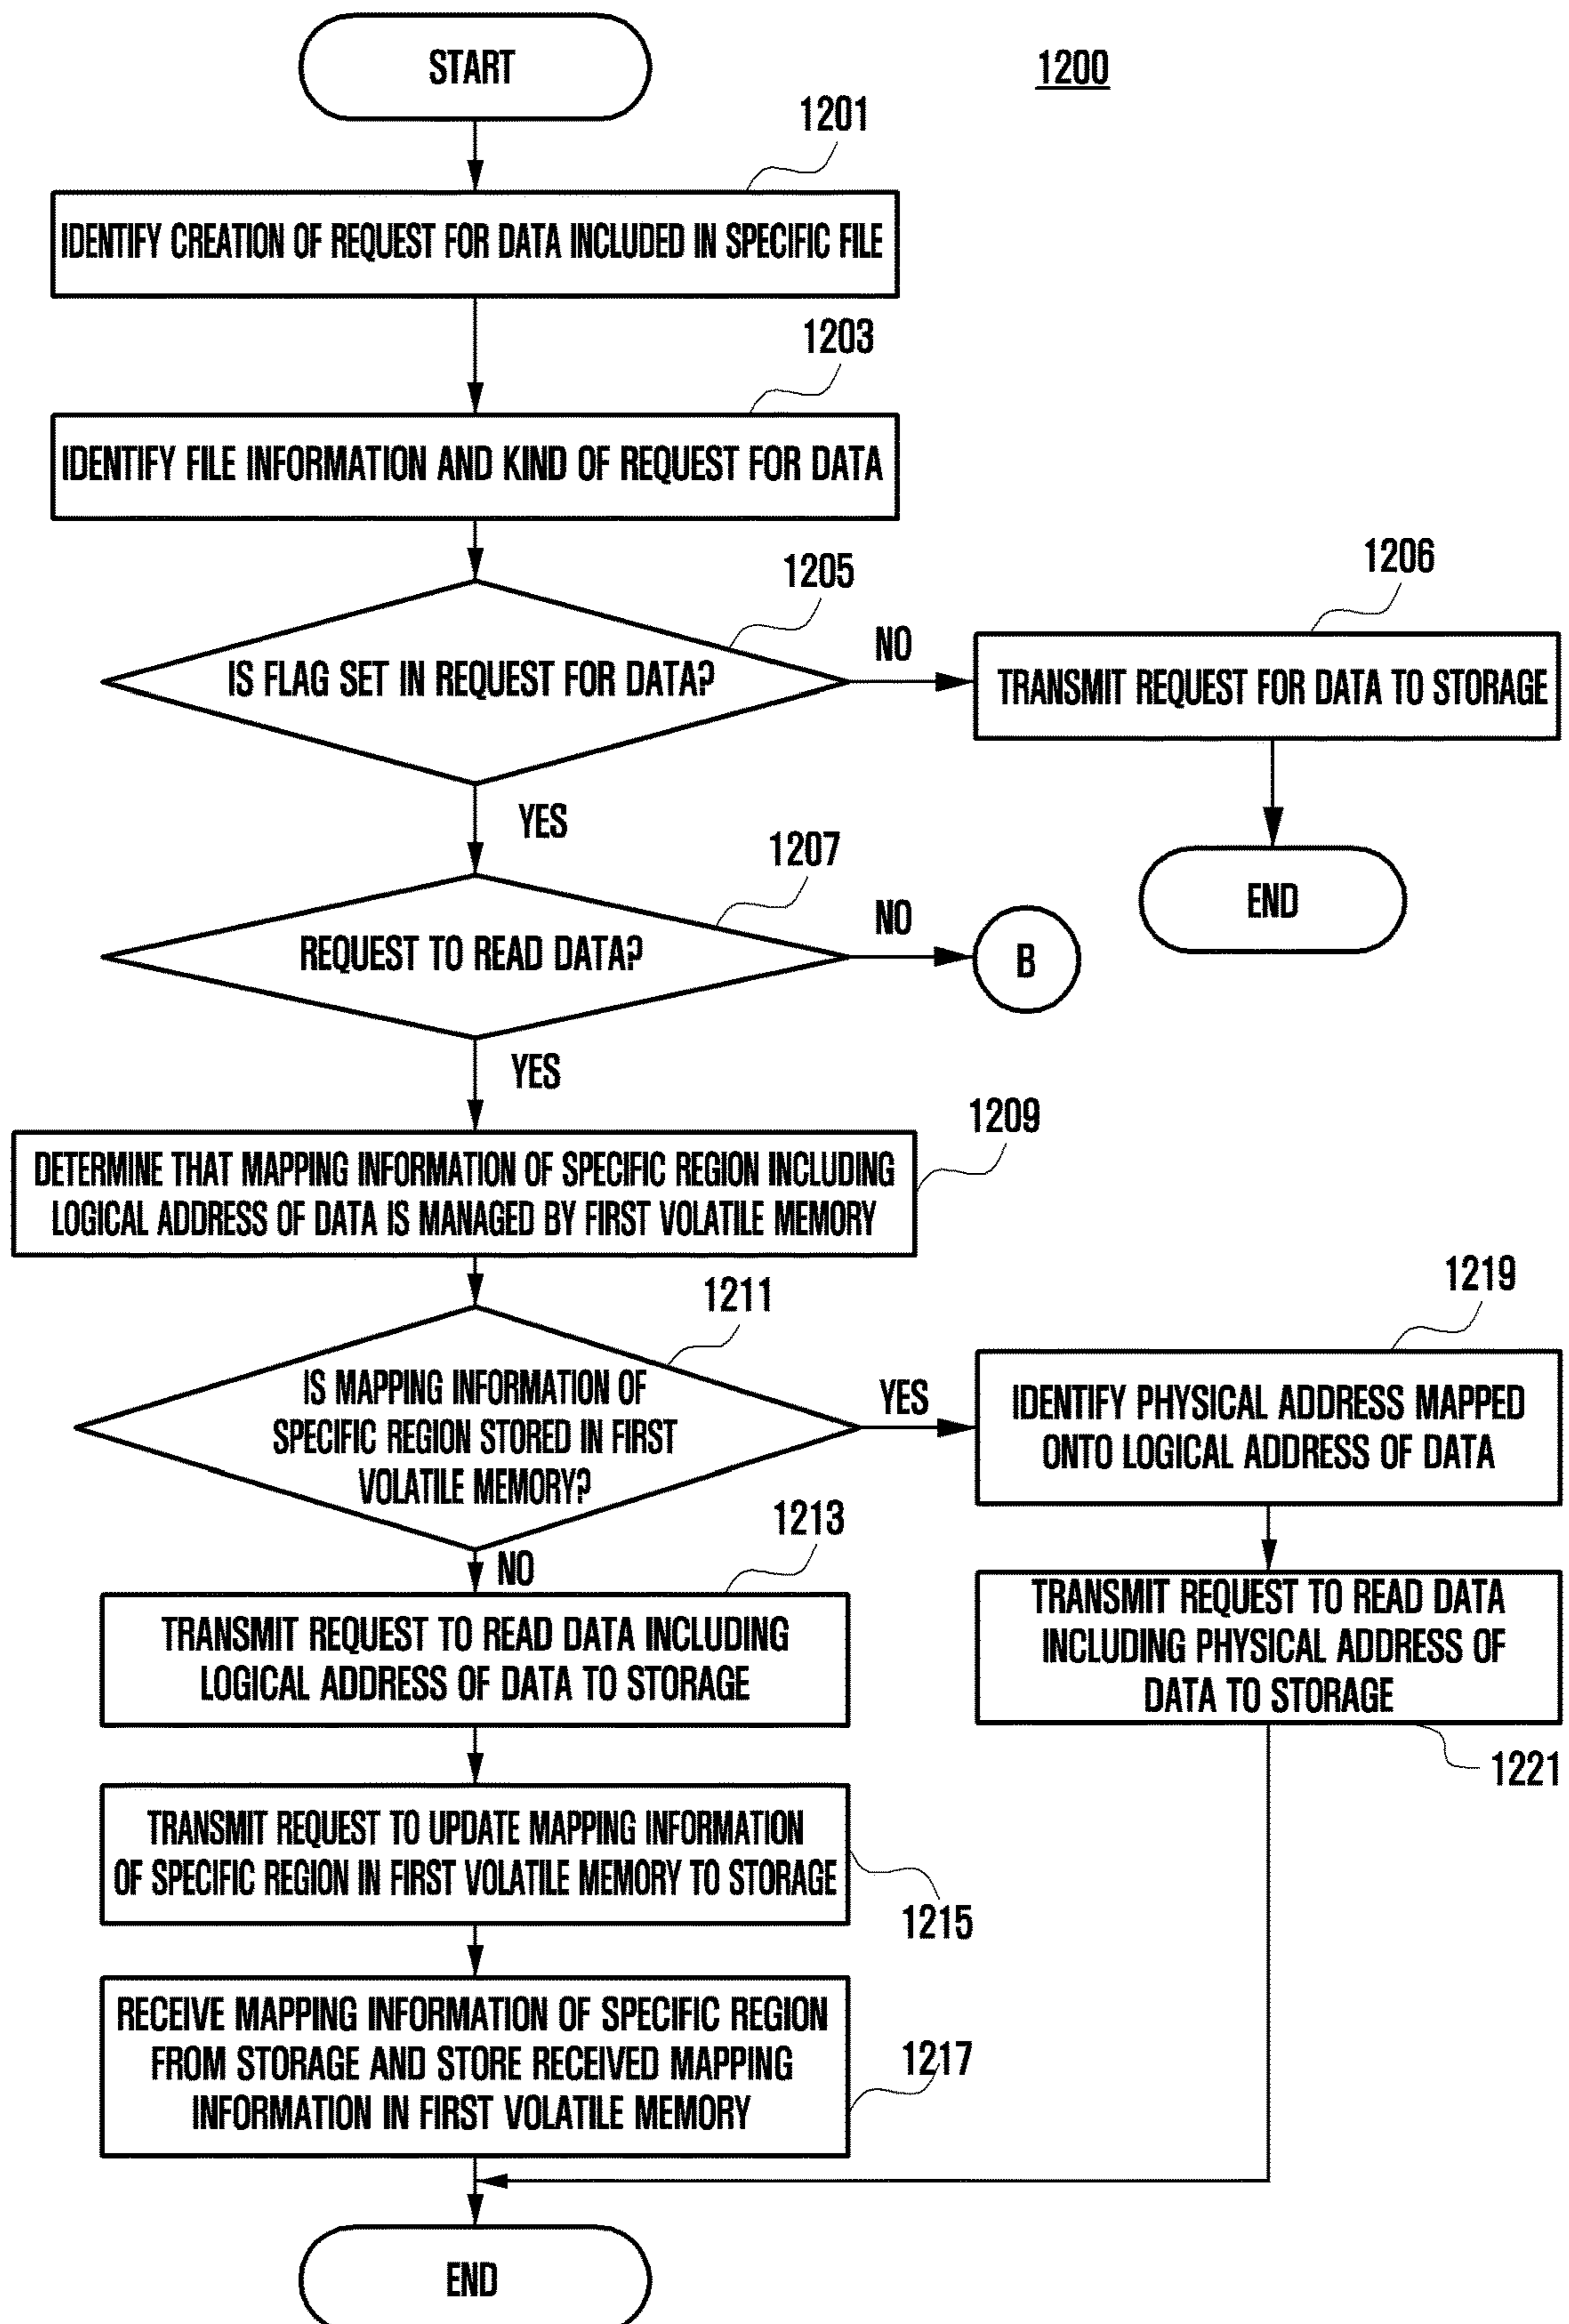 START
1200
1201
IDENTIFY CREATION OF REQUEST FOR DATA INCLUDED IN SPECIFIC FILE
1203
IDENTIFY FILE INFORMATION AND KIND OF REQUEST FOR DATA
1205
IS FLAG SET IN REQUEST FOR DATA?
NO
1206
TRANSMIT REQUEST FOR DATA TO STORAGE
END
YES
1207
REQUEST TO READ DATA?
NO
B
YES
1209
DETERMINE THAT MAPPING INFORMATION OF SPECIFIC REGION INCLUDING
LOGICAL ADDRESS OF DATA IS MANAGED BY FIRST VOLATILE MEMORY
1211
IS MAPPING INFORMATION OF
SPECIFIC REGION STORED IN FIRST
VOLATILE MEMORY?
YES
1219
IDENTIFY PHYSICAL ADDRESS MAPPED
ONTO LOGICAL ADDRESS OF DATA
TRANSMIT REQUEST TO READ DATA
INCLUDING PHYSICAL ADDRESS OF
DATA TO STORAGE
1221
NO
1213
TRANSMIT REQUEST TO READ DATA INCLUDING
LOGICAL ADDRESS OF DATA TO STORAGE
TRANSMIT REQUEST TO UPDATE MAPPING INFORMATION
OF SPECIFIC REGION IN FIRST VOLATILE MEMORY TO STORAGE
1215
RECEIVE MAPPING INFORMATION OF SPECIFIC REGION
FROM STORAGE AND STORE RECEIVED MAPPING
INFORMATION IN FIRST VOLATILE MEMORY
1217
END